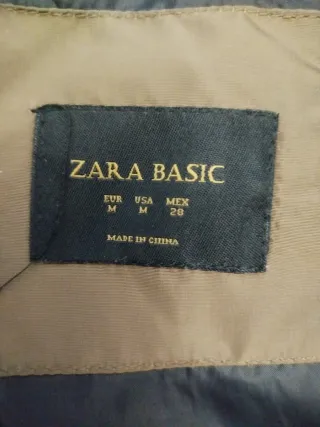 ZARA BASIC
EUR USA MEX
M M 28
MADE IN CHINA